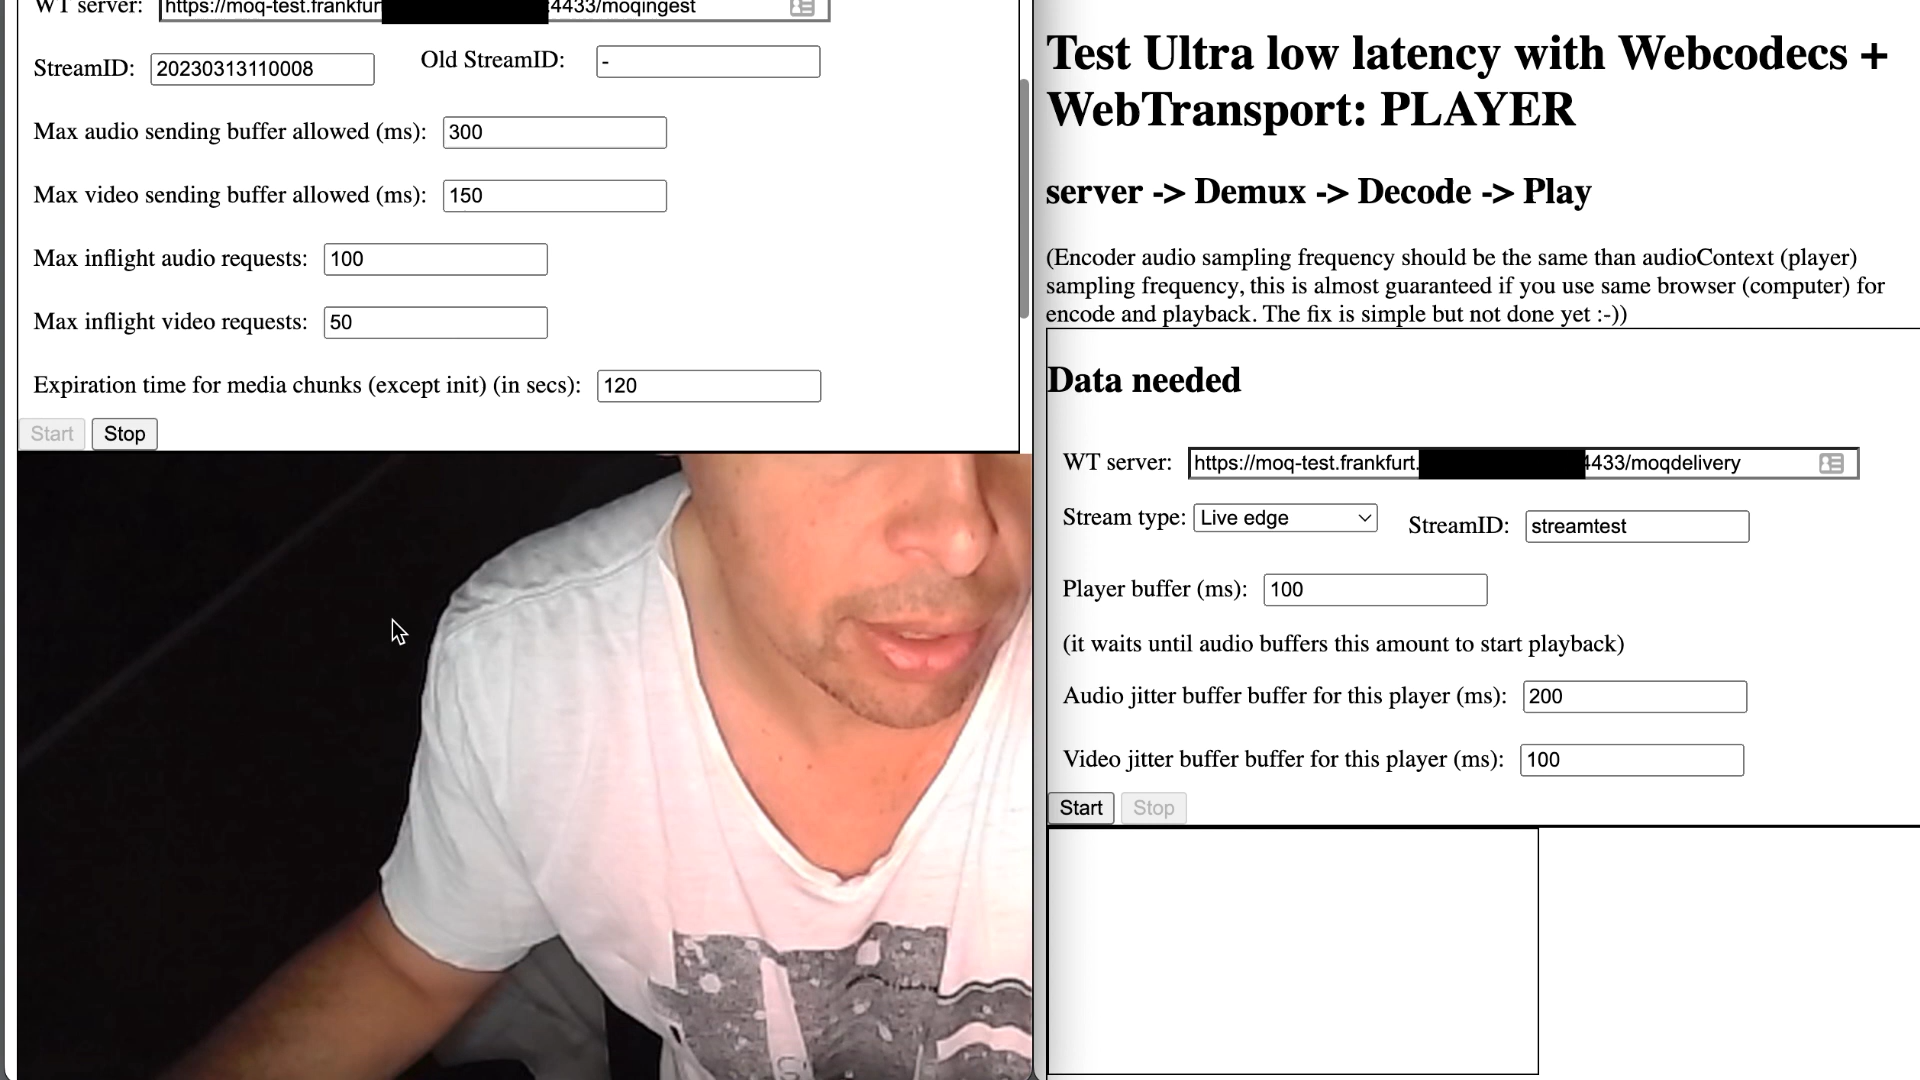 WT server: https://moq-test.frankfur :4433/moqingest
StreamID: 20230313110008 Old StreamID: -
Max audio sending buffer allowed (ms): 300
Max video sending buffer allowed (ms): 150
Max inflight audio requests: 100
Max inflight video requests: 50
Expiration time for media chunks (except init) (in secs): 120
Start Stop
Test Ultra low latency with Webcodecs +
WebTransport: PLAYER
server -> Demux -> Decode -> Play
(Encoder audio sampling frequency should be the same than audioContext (player)
sampling frequency, this is almost guaranteed if you use same browser (computer) for
encode and playback. The fix is simple but not done yet :-))
Data needed
WT server: https://moq-test.frankfurt. 4433/moqdelivery
Stream type: Live edge StreamID: streamtest
Player buffer (ms): 100
(it waits until audio buffers this amount to start playback)
Audio jitter buffer buffer for this player (ms): 200
Video jitter buffer buffer for this player (ms): 100
Start Stop